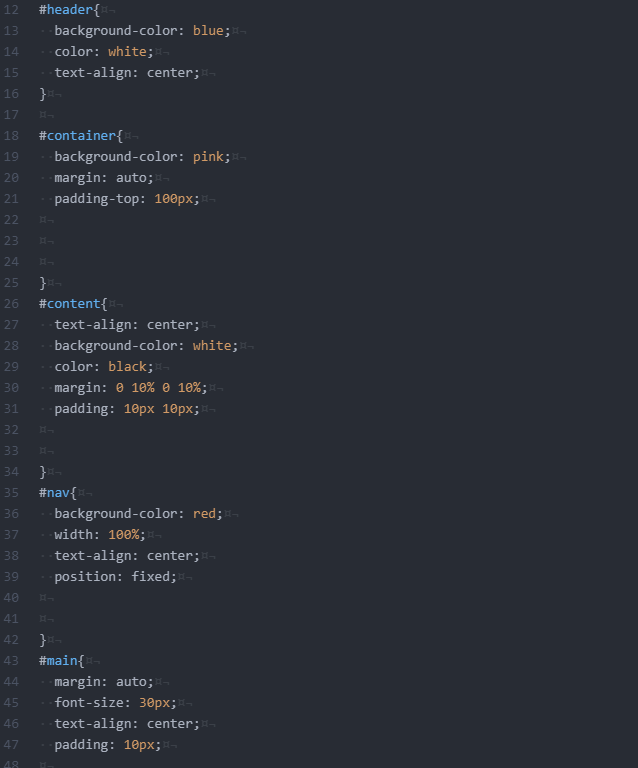 12 #header{¤¬
13 ··background-color: blue;¤¬
14 ··color: white;¤¬
15 ··text-align: center;¤¬
16 }¤¬
17 ¤¬
18 #container{¤¬
19 ··background-color: pink;¤¬
20 ··margin: auto;¤¬
21 ··padding-top: 100px;¤¬
22 ¤¬
23 ¤¬
24 ¤¬
25 }¤¬
26 #content{¤¬
27 ··text-align: center;¤¬
28 ··background-color: white;¤¬
29 ··color: black;¤¬
30 ··margin: 0 10% 0 10%;¤¬
31 ··padding: 10px 10px;¤¬
32 ¤¬
33 ¤¬
34 }¤¬
35 #nav{¤¬
36 ··background-color: red;¤¬
37 ··width: 100%;¤¬
38 ··text-align: center;¤¬
39 ··position: fixed;¤¬
40 ¤¬
41 ¤¬
42 }¤¬
43 #main{¤¬
44 ··margin: auto;¤¬
45 ··font-size: 30px;¤¬
46 ··text-align: center;¤¬
47 ··padding: 10px;¤¬
48 ¤¬